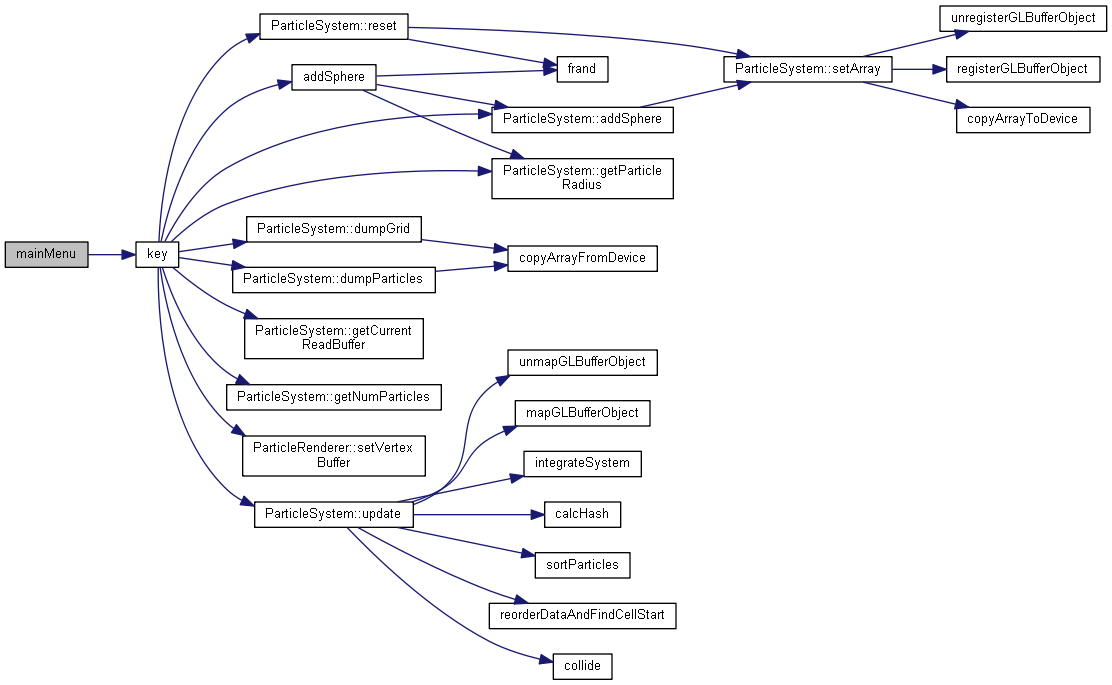 mainMenu
key
ParticleSystem::reset
addSphere
frand
ParticleSystem::addSphere
ParticleSystem::getParticle
Radius
ParticleSystem::setArray
unregisterGLBufferObject
registerGLBufferObject
copyArrayToDevice
ParticleSystem::dumpGrid
ParticleSystem::dumpParticles
copyArrayFromDevice
ParticleSystem::getCurrent
ReadBuffer
ParticleSystem::getNumParticles
ParticleRenderer::setVertex
Buffer
ParticleSystem::update
unmapGLBufferObject
mapGLBufferObject
integrateSystem
calcHash
sortParticles
reorderDataAndFindCellStart
collide